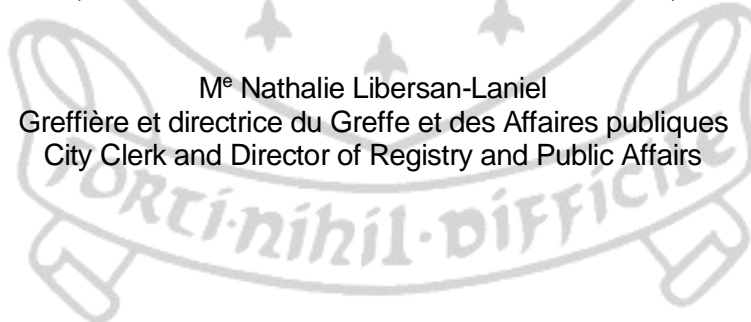 Mᵉ Nathalie Libersan-Laniel
Greffière et directrice du Greffe et des Affaires publiques
City Clerk and Director of Registry and Public Affairs
FORTI·nihil·DIFFICILE